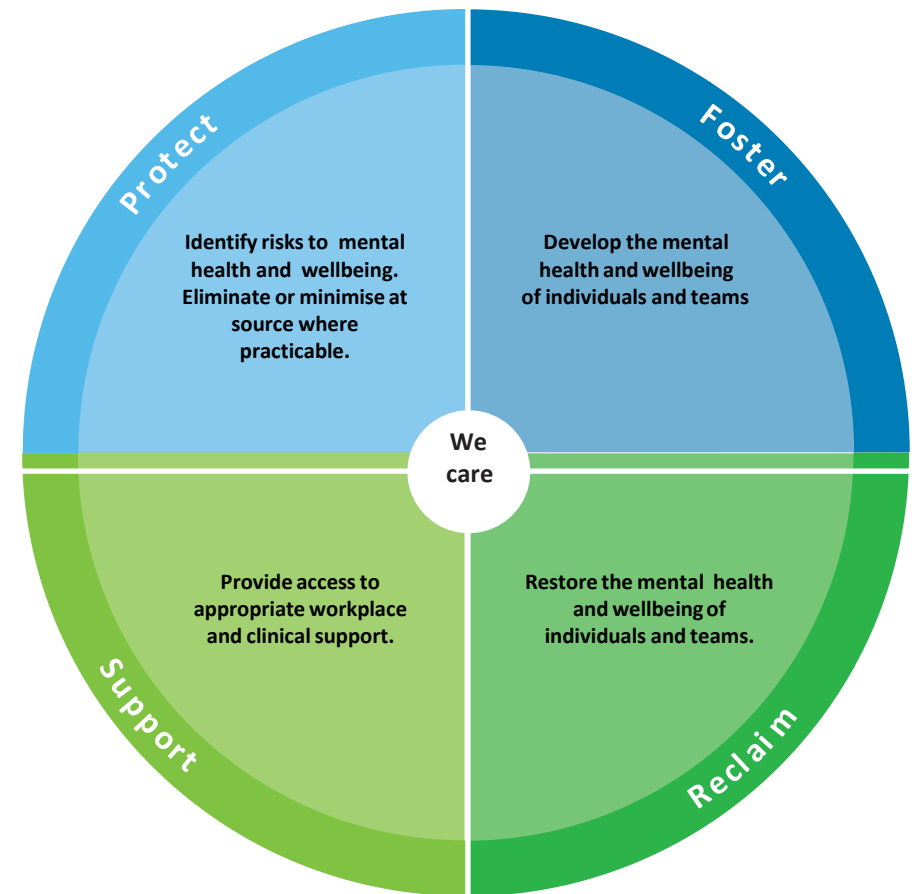 Protect
Identify risks to mental
health and wellbeing.
Eliminate or minimise at
source where
practicable.
Foster
Develop the mental
health and wellbeing
of individuals and teams
We
care
Support
Provide access to
appropriate workplace
and clinical support.
Reclaim
Restore the mental health
and wellbeing of
individuals and teams.